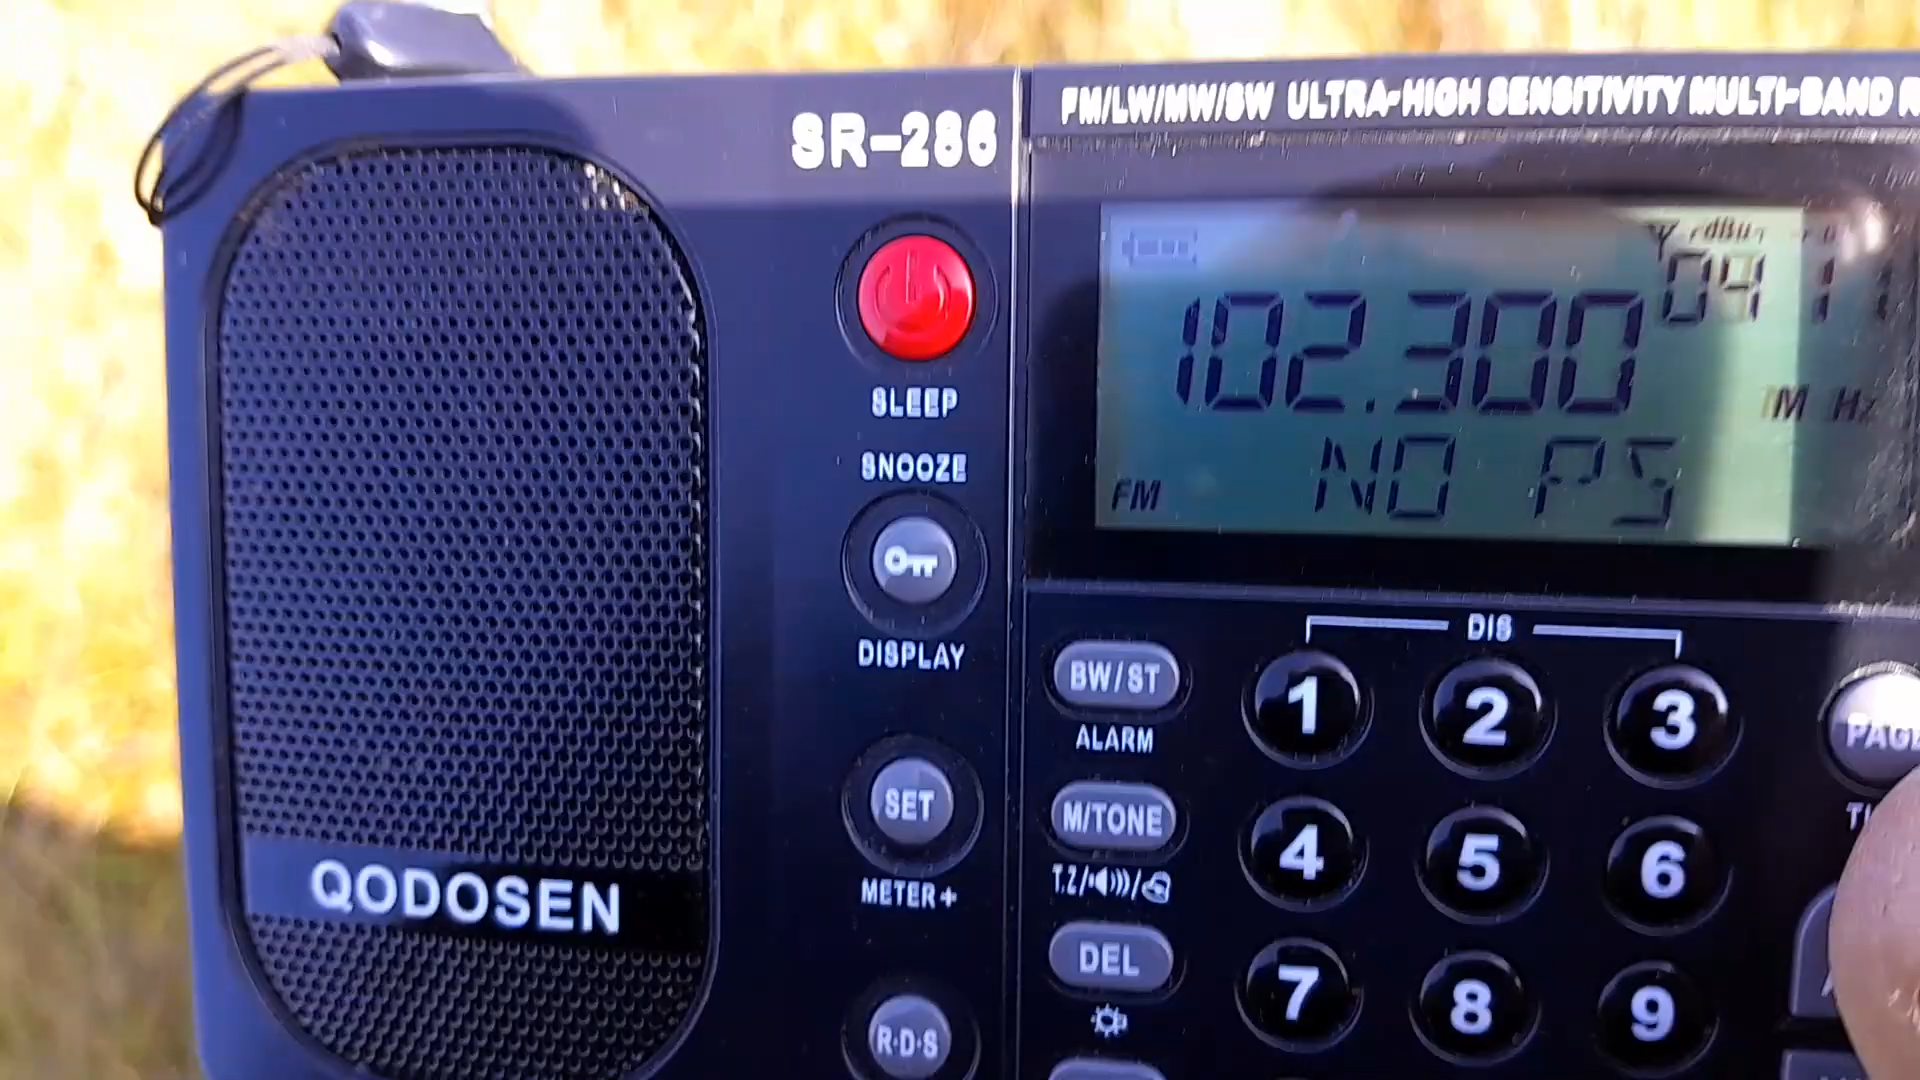 SR-286
FM/LW/MW/SW ULTRA-HIGH SENSITIVITY MULTI-BAND
dBu
04 11
102.300
MHz
FM
NO PS
SLEEP
SNOOZE
DISPLAY
SET
METER+
R·D·S
DIS
BW/ST
ALARM
M/TONE
T.Z/
DEL
1 2 3
4 5 6
7 8 9
PAGE
QODOSEN